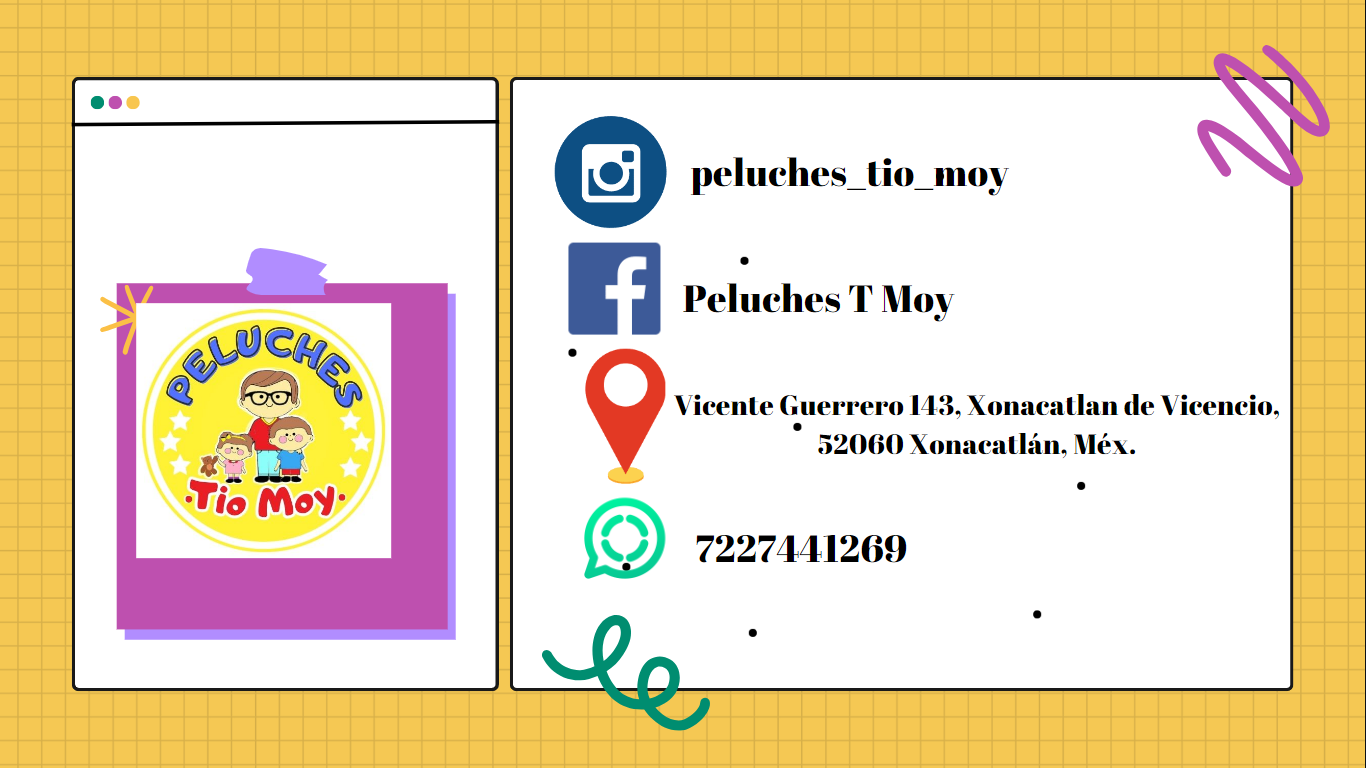 PELUCHES
Tio Moy
peluches_tio_moy
Peluches T Moy
Vicente Guerrero 143, Xonacatlan de Vicencio,
52060 Xonacatlán, Méx.
7227441269